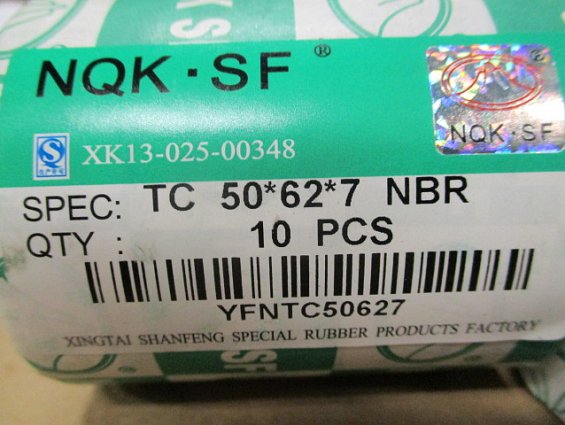 NQK·SF®
NQK·SF
XK13-025-00348
SPEC: TC 50*62*7 NBR
QTY : 10 PCS
YFNTC50627
XINGTAI SHANFENG SPECIAL RUBBER PRODUCTS FACTORY